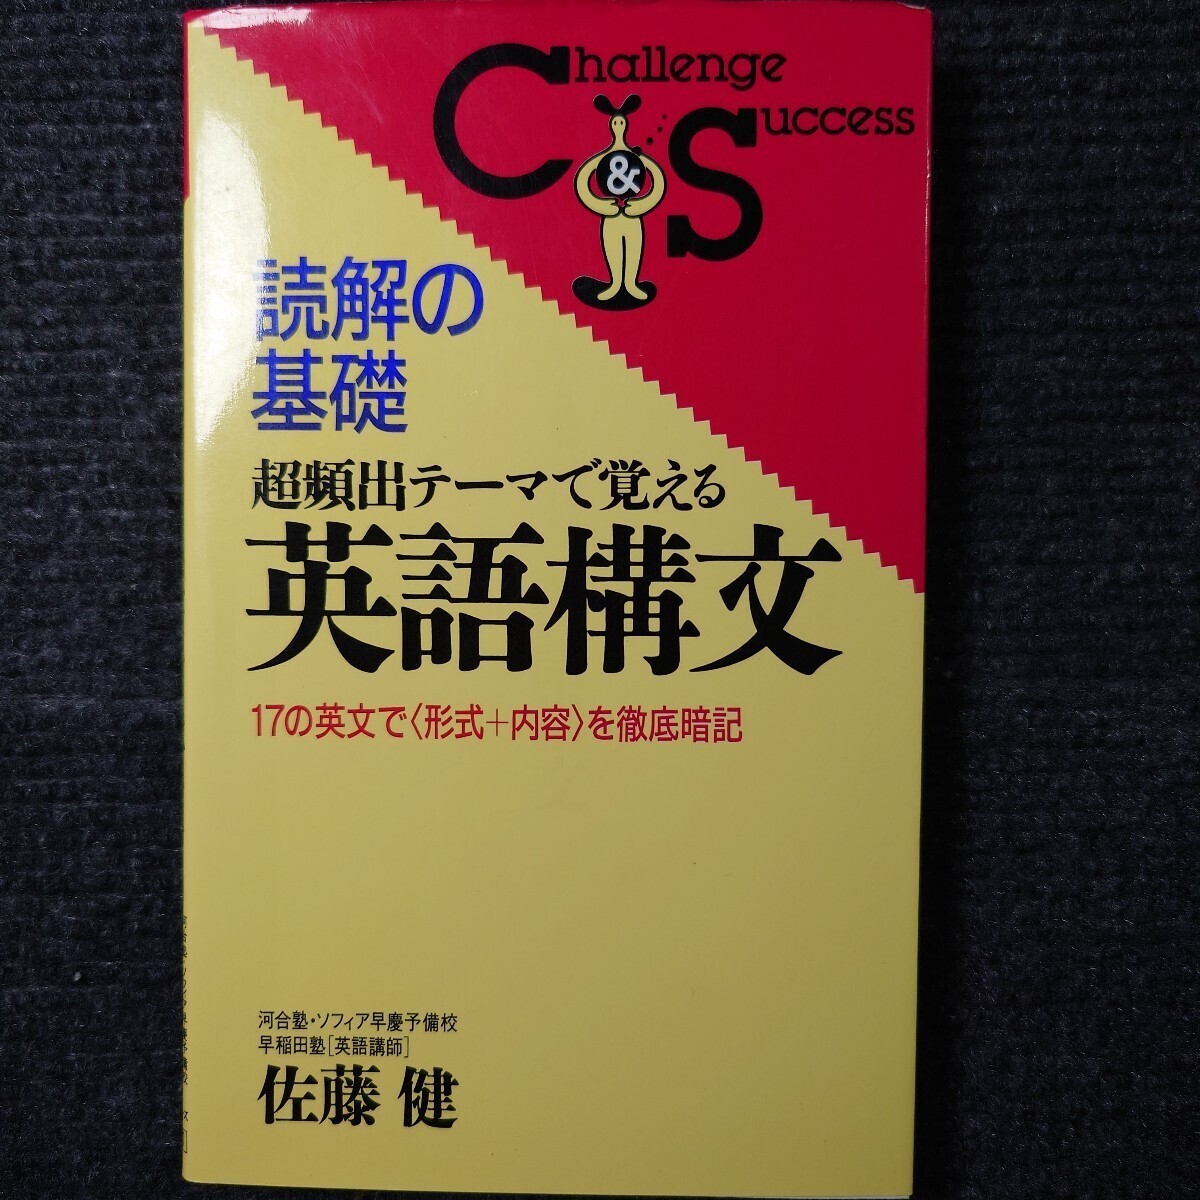 Challenge
&
Success
読解の
基礎
超頻出テーマで覚える
英語構文
17の英文で〈形式＋内容〉を徹底暗記
河合塾・ソフィア早慶予備校
早稲田塾［英語講師］
佐藤 健